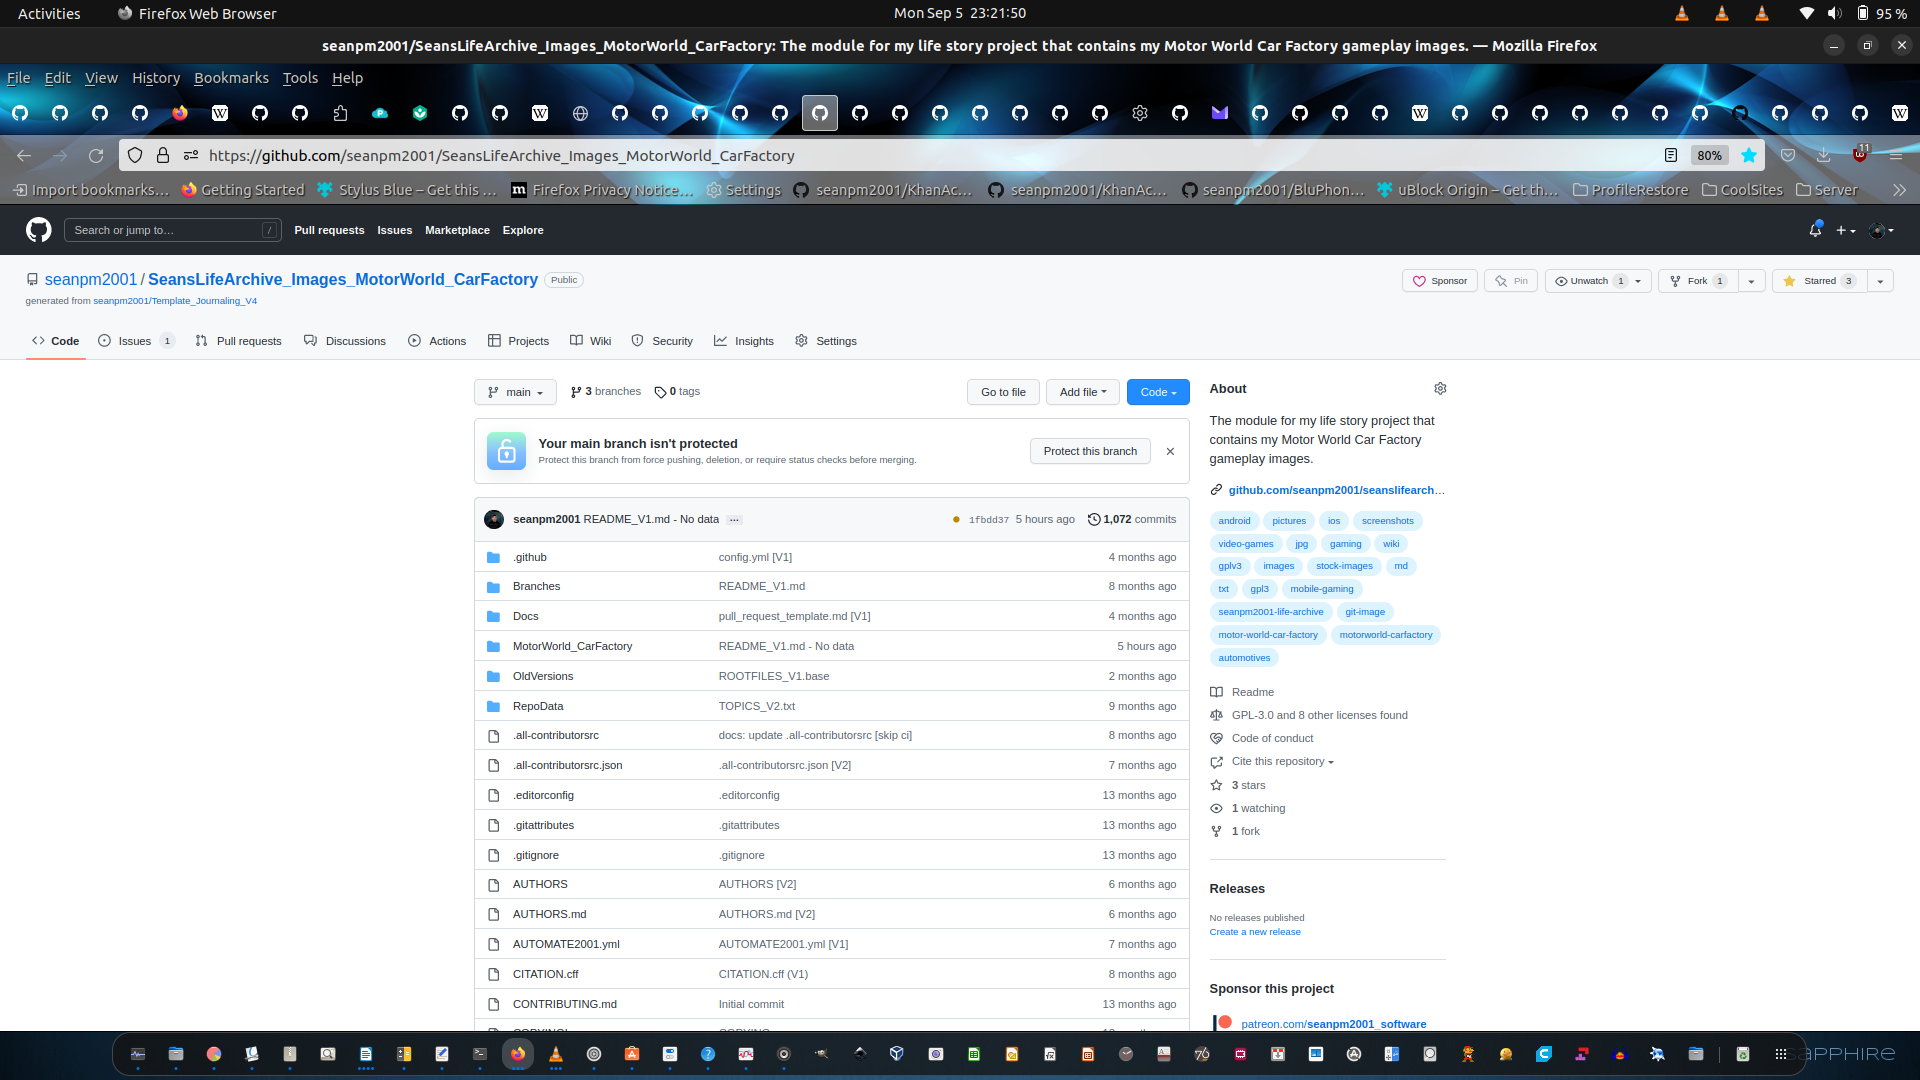 Activities
Firefox Web Browser
Mon Sep 5 23:21:50
95 %
seanpm2001/SeansLifeArchive_Images_MotorWorld_CarFactory: The module for my life story project that contains my Motor World Car Factory gameplay images. — Mozilla Firefox
File Edit View History Bookmarks Tools Help
https://github.com/seanpm2001/SeansLifeArchive_Images_MotorWorld_CarFactory
80%
11
Import bookmarks…
Getting Started
Stylus Blue – Get this …
Firefox Privacy Notice…
Settings
seanpm2001/KhanAc…
seanpm2001/KhanAc…
seanpm2001/BluPhon…
uBlock Origin – Get th…
ProfileRestore
CoolSites
Server
Search or jump to…
/
Pull requests
Issues
Marketplace
Explore
seanpm2001 / SeansLifeArchive_Images_MotorWorld_CarFactory
Public
Sponsor
Pin
Unwatch 1
Fork 1
Starred 3
generated from seanpm2001/Template_Journaling_V4
Code
Issues 1
Pull requests
Discussions
Actions
Projects
Wiki
Security
Insights
Settings
main
3 branches
0 tags
Go to file
Add file
Code
Your main branch isn't protected
Protect this branch from force pushing, deletion, or require status checks before merging.
Protect this branch
seanpm2001 README_V1.md - No data
1fbdd37 5 hours ago
1,072 commits
.github config.yml [V1] 4 months ago
Branches README_V1.md 8 months ago
Docs pull_request_template.md [V1] 4 months ago
MotorWorld_CarFactory README_V1.md - No data 5 hours ago
OldVersions ROOTFILES_V1.base 2 months ago
RepoData TOPICS_V2.txt 9 months ago
.all-contributorsrc docs: update .all-contributorsrc [skip ci] 8 months ago
.all-contributorsrc.json .all-contributorsrc.json [V2] 7 months ago
.editorconfig .editorconfig 13 months ago
.gitattributes .gitattributes 13 months ago
.gitignore .gitignore 13 months ago
AUTHORS AUTHORS [V2] 6 months ago
AUTHORS.md AUTHORS.md [V2] 6 months ago
AUTOMATE2001.yml AUTOMATE2001.yml [V1] 7 months ago
CITATION.cff CITATION.cff (V1) 8 months ago
CONTRIBUTING.md Initial commit 13 months ago
About
The module for my life story project that
contains my Motor World Car Factory
gameplay images.
github.com/seanpm2001/seanslifearch…
android pictures ios screenshots
video-games jpg gaming wiki
gplv3 images stock-images md
txt gpl3 mobile-gaming
seanpm2001-life-archive git-image
motor-world-car-factory motorworld-carfactory
automotives
Readme
GPL-3.0 and 8 other licenses found
Code of conduct
Cite this repository
3 stars
1 watching
1 fork
Releases
No releases published
Create a new release
Sponsor this project
patreon.com/seanpm2001_software
SAPPHIRE